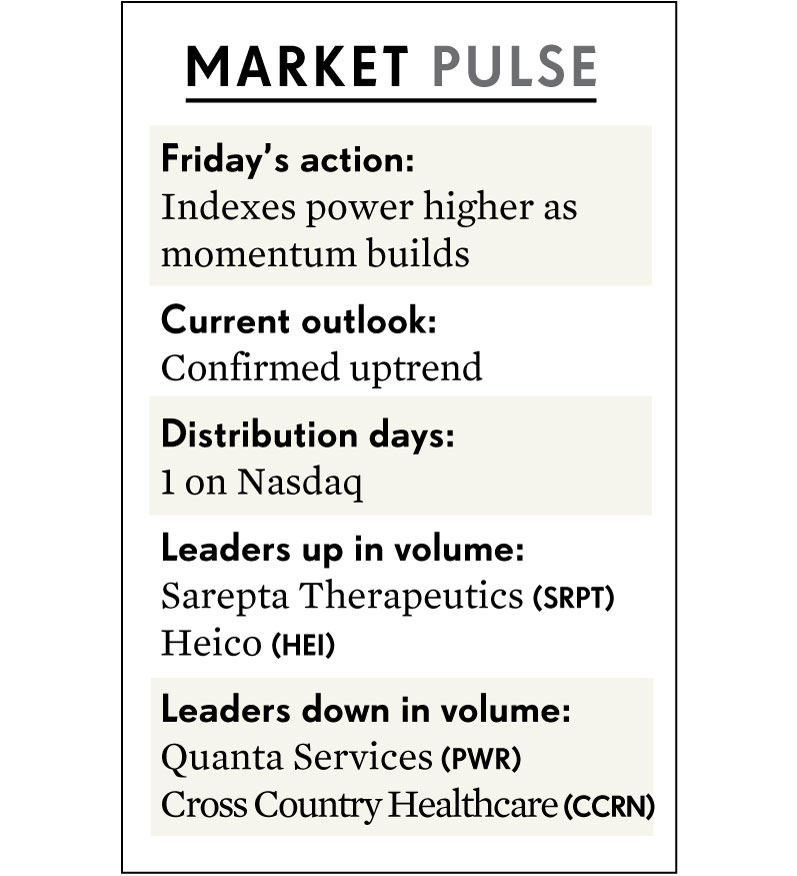 MARKET PULSE
Friday’s action:
Indexes power higher as
momentum builds
Current outlook:
Confirmed uptrend
Distribution days:
1 on Nasdaq
Leaders up in volume:
Sarepta Therapeutics (SRPT)
Heico (HEI)
Leaders down in volume:
Quanta Services (PWR)
Cross Country Healthcare (CCRN)